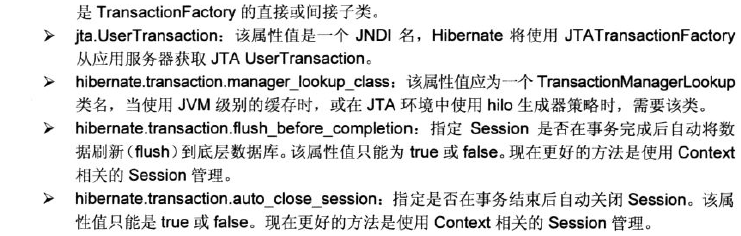 是 TransactionFactory 的直接或间接子类。
➢ jta.UserTransaction：该属性值是一个 JNDI 名，Hibernate 将使用 JTATransactionFactory
从应用服务器获取 JTA UserTransaction。
➢ hibernate.transaction.manager_lookup_class：该属性值应为一个 TransactionManagerLookup
类名，当使用 JVM 级别的缓存时，或在 JTA 环境中使用 hilo 生成器策略时，需要该类。
➢ hibernate.transaction.flush_before_completion：指定 Session 是否在事务完成后自动将数
据刷新（flush）到底层数据库。该属性值只能为 true 或 false。现在更好的方法是使用 Context
相关的 Session 管理。
➢ hibernate.transaction.auto_close_session：指定是否在事务结束后自动关闭 Session。该属
性值只能是 true 或 false。现在更好的方法是使用 Context 相关的 Session 管理。